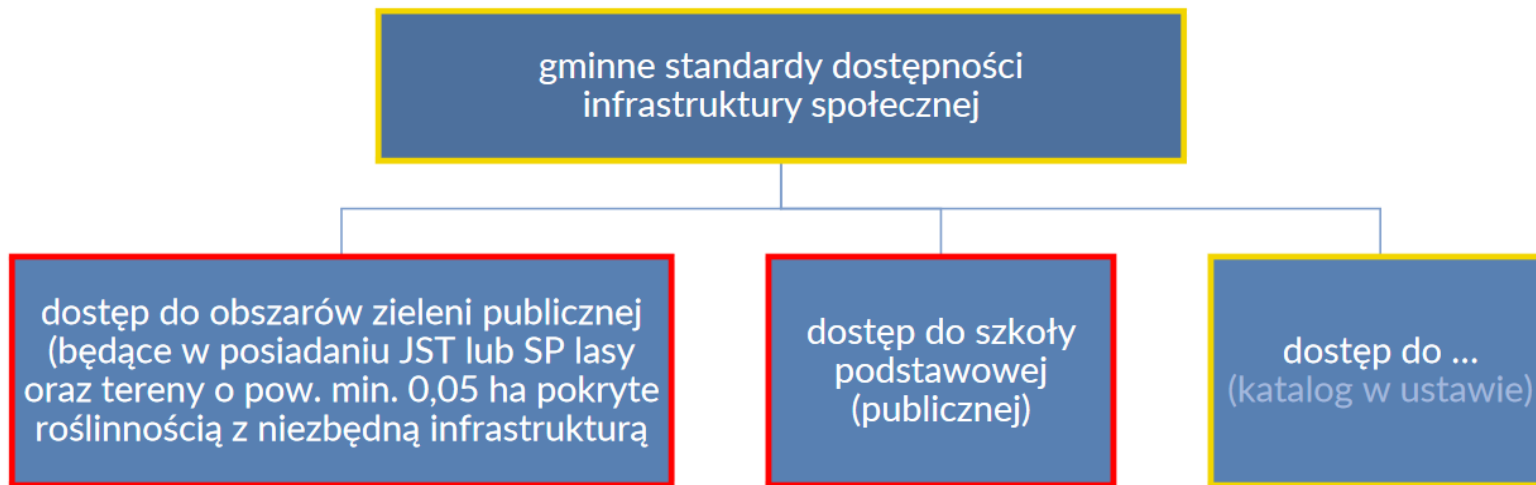 gminne standardy dostępności
infrastruktury społecznej
dostęp do obszarów zieleni publicznej
(będące w posiadaniu JST lub SP lasy
oraz tereny o pow. min. 0,05 ha pokryte
roślinnością z niezbędną infrastrukturą
dostęp do szkoły
podstawowej
(publicznej)
dostęp do ...
(katalog w ustawie)